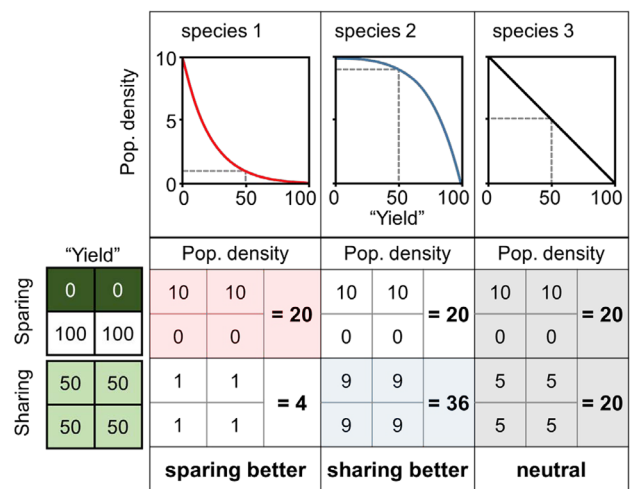 species 1 species 2 species 3
Pop. density
10
5
0
0 50 100
0 50 100
0 50 100
“Yield”
“Yield” Pop. density Pop. density Pop. density
Sparing
0 0 10 10 = 20 10 10 = 20 10 10 = 20
100 100 0 0 0 0 0 0
Sharing
50 50 1 1 = 4 9 9 = 36 5 5 = 20
50 50 1 1 9 9 5 5
sparing better sharing better neutral